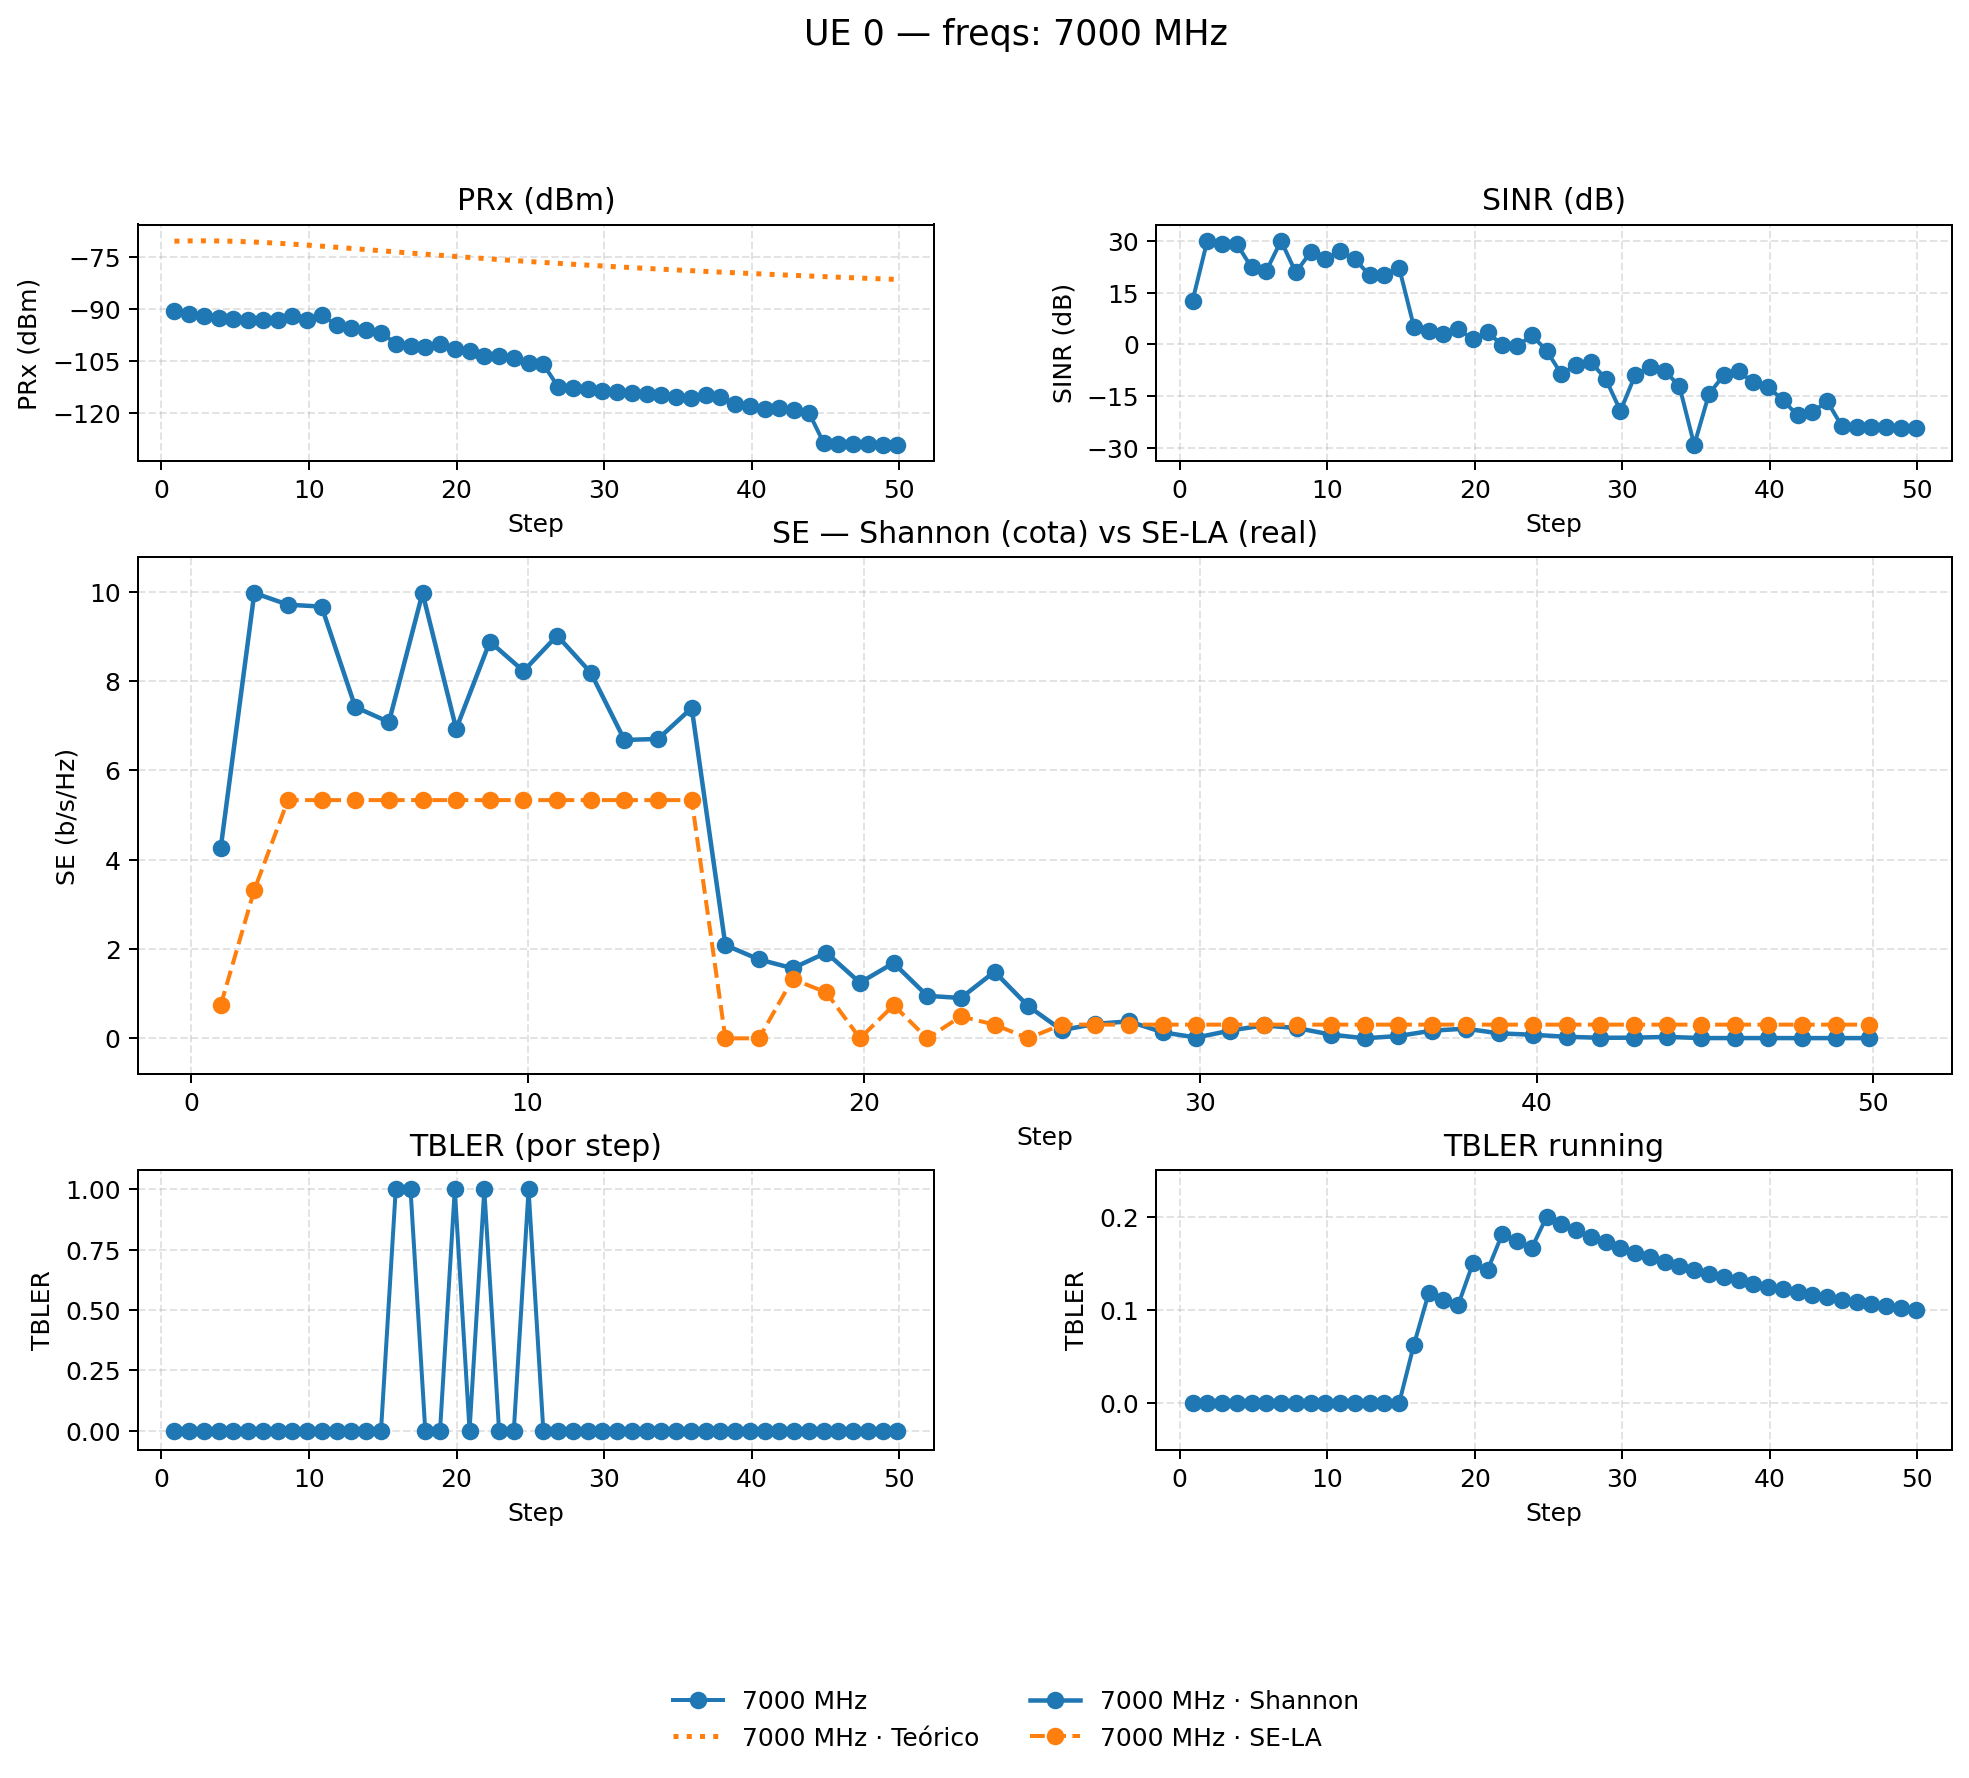 UE 0 — freqs: 7000 MHz
PRx (dBm)
SINR (dB)
PRx (dBm)
−75
−90
−105
−120
0 10 20 30 40 50
Step
SINR (dB)
30
15
0
−15
−30
0 10 20 30 40 50
Step
SE — Shannon (cota) vs SE-LA (real)
SE (b/s/Hz)
10
8
6
4
2
0
0 10 20 30 40 50
Step
TBLER (por step)
TBLER running
TBLER
1.00
0.75
0.50
0.25
0.00
0 10 20 30 40 50
Step
TBLER
0.2
0.1
0.0
0 10 20 30 40 50
Step
7000 MHz
7000 MHz · Teórico
7000 MHz · Shannon
7000 MHz · SE-LA